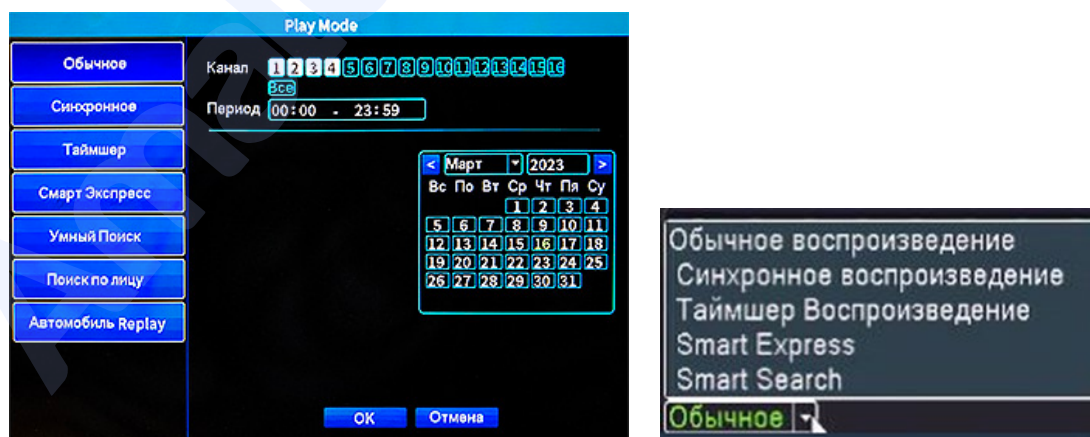 Play Mode
Обычное
Синхронное
Таймшер
Смарт Экспресс
Умный Поиск
Поиск по лицу
Автомобиль Replay
Канал 1 2 3 4 5 6 7 8 9 10 11 12 13 14 15 16
Все
Период 00:00 - 23:59
< Март 2023 >
Вс По Вт Ср Чт Пя Су
1 2 3 4
5 6 7 8 9 10 11
12 13 14 15 16 17 18
19 20 21 22 23 24 25
26 27 28 29 30 31
OK Отмена
Обычное воспроизведение
Синхронное воспроизведение
Таймшер Воспроизведение
Smart Express
Smart Search
Обычное